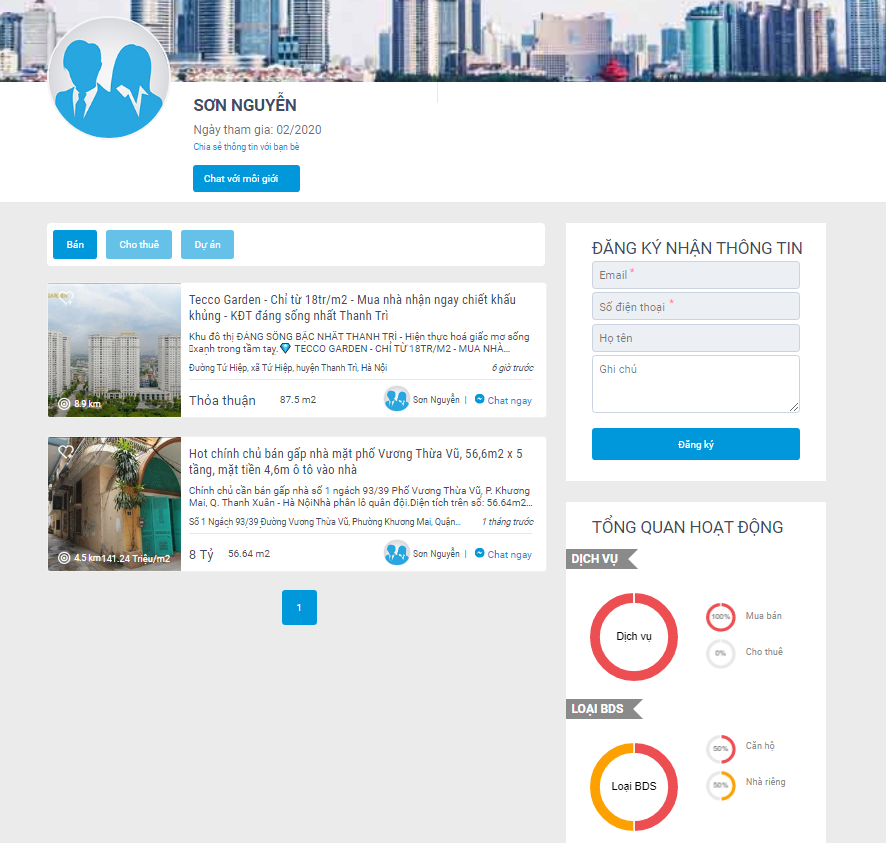 SƠN NGUYỄN
Ngày tham gia: 02/2020
Chia sẻ thông tin với bạn bè
Chat với môi giới
Bán
Cho thuê
Dự án
Tecco Garden - Chỉ từ 18tr/m2 - Mua nhà nhận ngay chiết khấu
khủng - KĐT đáng sống nhất Thanh Trì
Khu đô thị ĐÁNG SỐNG BẬC NHẤT THANH TRÌ - Hiện thực hoá giấc mơ sống
xanh trong tầm tay.💎 TECCO GARDEN - CHỈ TỪ 18TR/M2 - MUA NHÀ...
Đường Tứ Hiệp, xã Tứ Hiệp, huyện Thanh Trì, Hà Nội
6 giờ trước
8.9 km
Thỏa thuận
87.5 m2
Sơn Nguyễn
|
Chat ngay
Hot chính chủ bán gấp nhà mặt phố Vương Thừa Vũ, 56,6m2 x 5
tầng, mặt tiền 4,6m ô tô vào nhà
Chính chủ cần bán gấp nhà số 1 ngách 93/39 Phố Vương Thừa Vũ, P. Khương
Mai, Q. Thanh Xuân - Hà NộiNhà phân lô quân đội.Diện tích trên sổ: 56.64m2...
Số 1 Ngách 93/39 Đường Vương Thừa Vũ, Phường Khương Mai, Quận...
1 tháng trước
4.5 km
141.24 Triệu/m2
8 Tỷ
56.64 m2
Sơn Nguyễn
|
Chat ngay
1
ĐĂNG KÝ NHẬN THÔNG TIN
Email *
Số điện thoại *
Họ tên
Ghi chú
Đăng ký
TỔNG QUAN HOẠT ĐỘNG
DỊCH VỤ
Dịch vụ
100%
Mua bán
0%
Cho thuê
LOẠI BDS
Loại BDS
50%
Căn hộ
50%
Nhà riêng